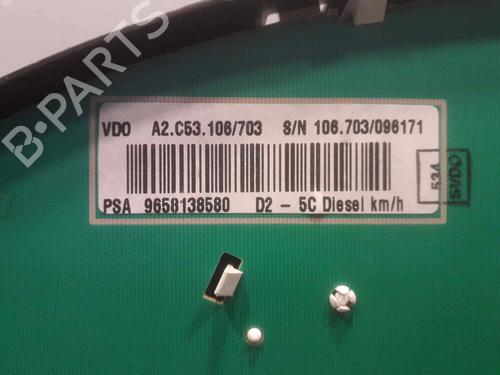 B-PARTS
VDO A2.C53.106/703 S/N 106.703/096171
534
SVDO
PSA 9658138580 D2 - 5C Diesel km/h